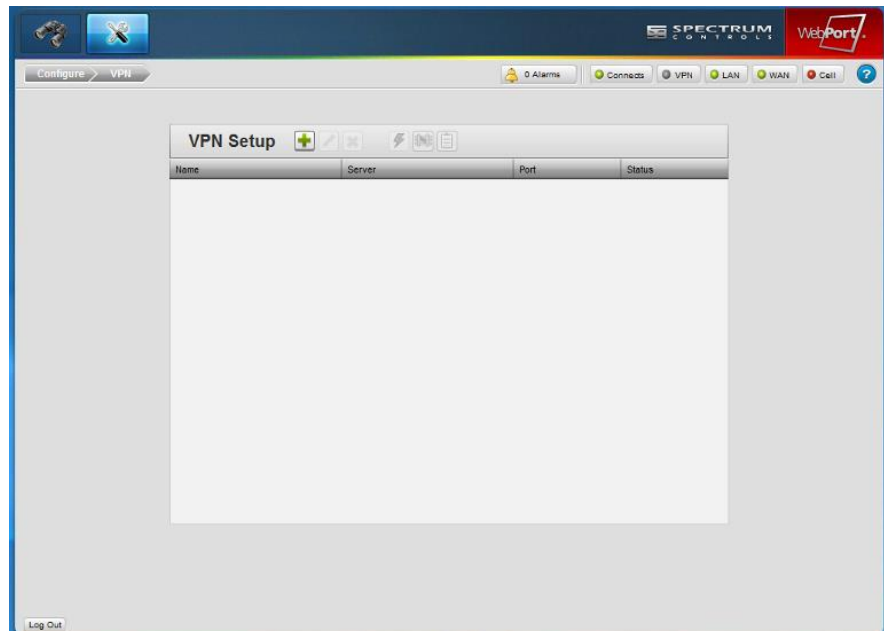 SPECTRUM
CONTROLS
WebPort.
Configure
VPN
0 Alarms
Connects
VPN
LAN
WAN
Cell
?
VPN Setup
Name
Server
Port
Status
Log Out